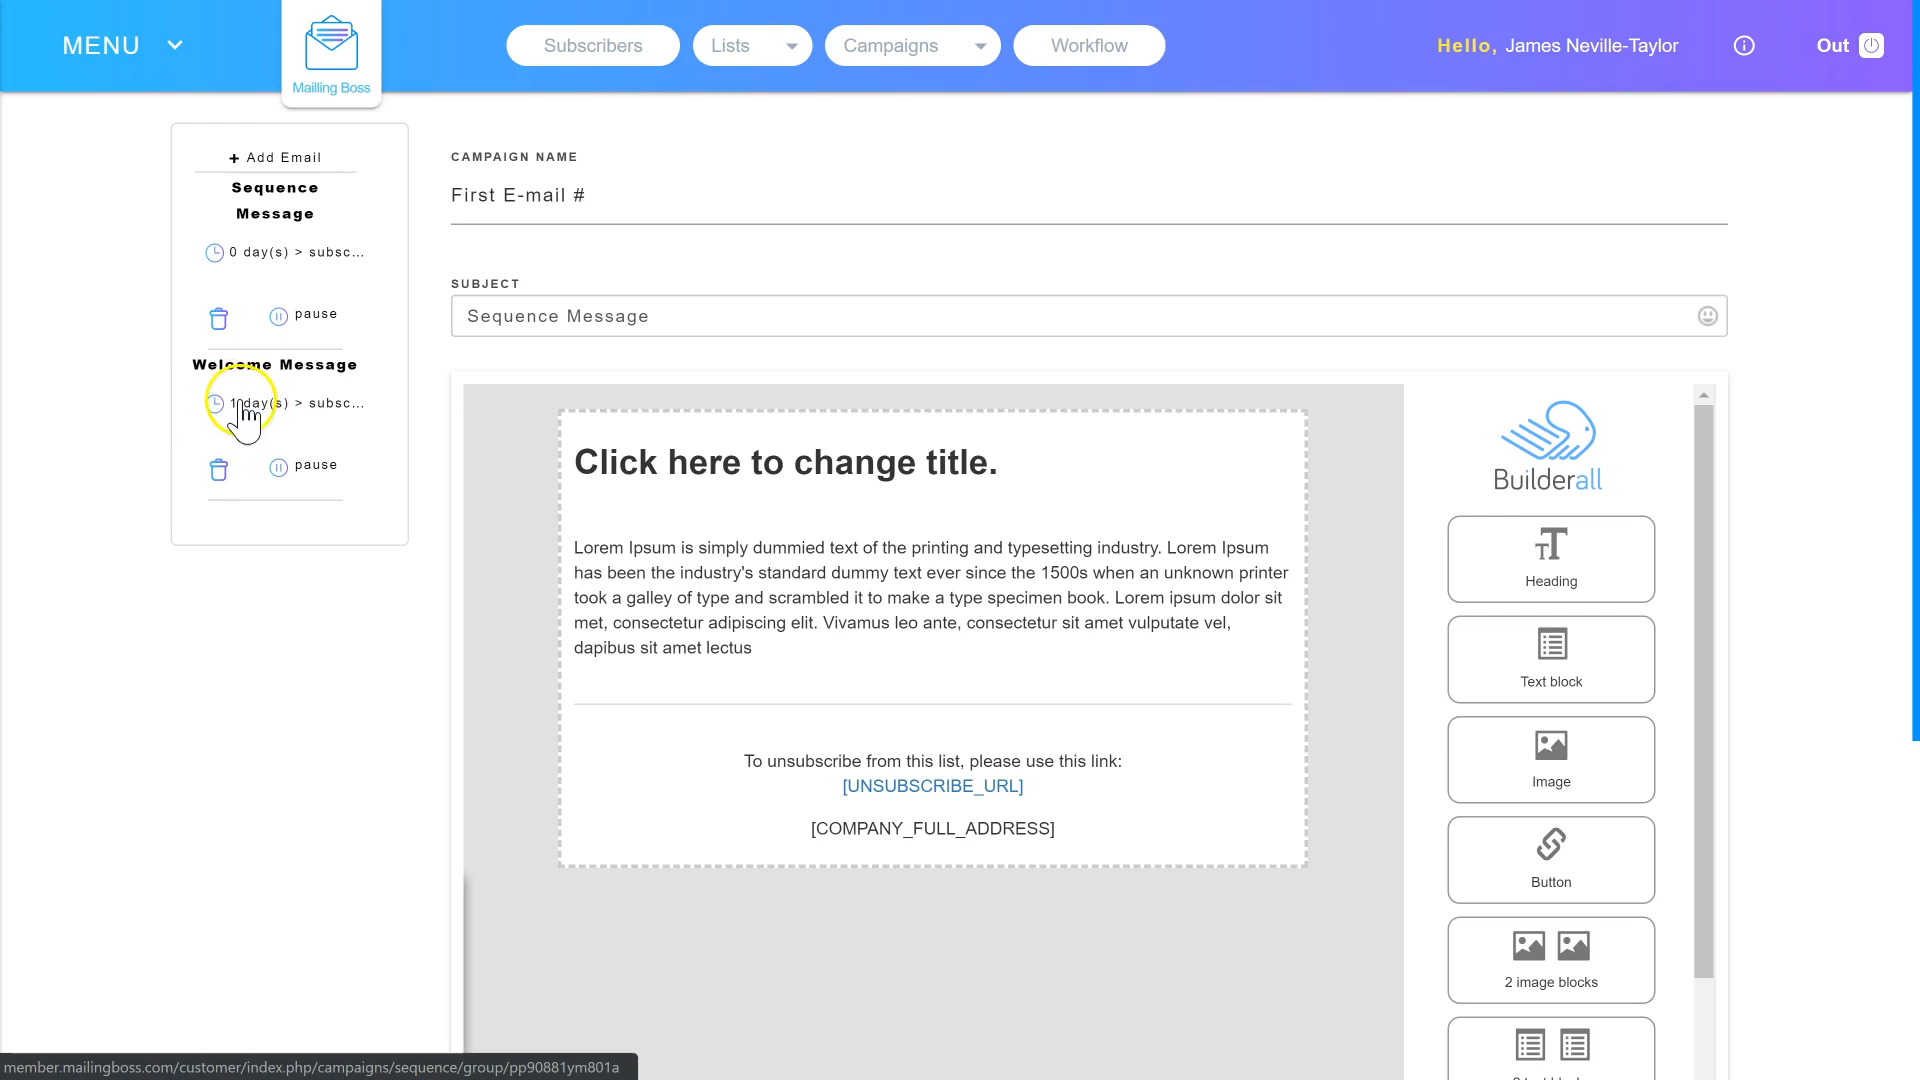 MENU
Mailling Boss
Subscribers
Lists
Campaigns
Workflow
Hello, James Neville-Taylor
Out
+ Add Email
Sequence
Message
0 day(s) > subsc...
pause
Welcome Message
1 day(s) > subsc...
pause
CAMPAIGN NAME
First E-mail #
SUBJECT
Sequence Message
Click here to change title.
Lorem Ipsum is simply dummied text of the printing and typesetting industry. Lorem Ipsum
has been the industry's standard dummy text ever since the 1500s when an unknown printer
took a galley of type and scrambled it to make a type specimen book. Lorem ipsum dolor sit
met, consectetur adipiscing elit. Vivamus leo ante, consectetur sit amet vulputate vel,
dapibus sit amet lectus
To unsubscribe from this list, please use this link:
[UNSUBSCRIBE_URL]
[COMPANY_FULL_ADDRESS]
Builderall
Heading
Text block
Image
Button
2 image blocks
member.mailingboss.com/customer/index.php/campaigns/sequence/group/pp90881ym801a